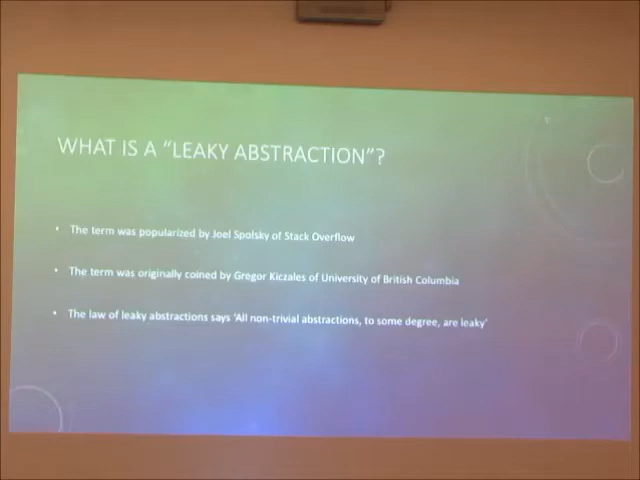 WHAT IS A “LEAKY ABSTRACTION”?
• The term was popularized by Joel Spolsky of Stack Overflow
• The term was originally coined by Gregor Kiczales of University of British Columbia
• The law of leaky abstractions says ‘All non-trivial abstractions, to some degree, are leaky’